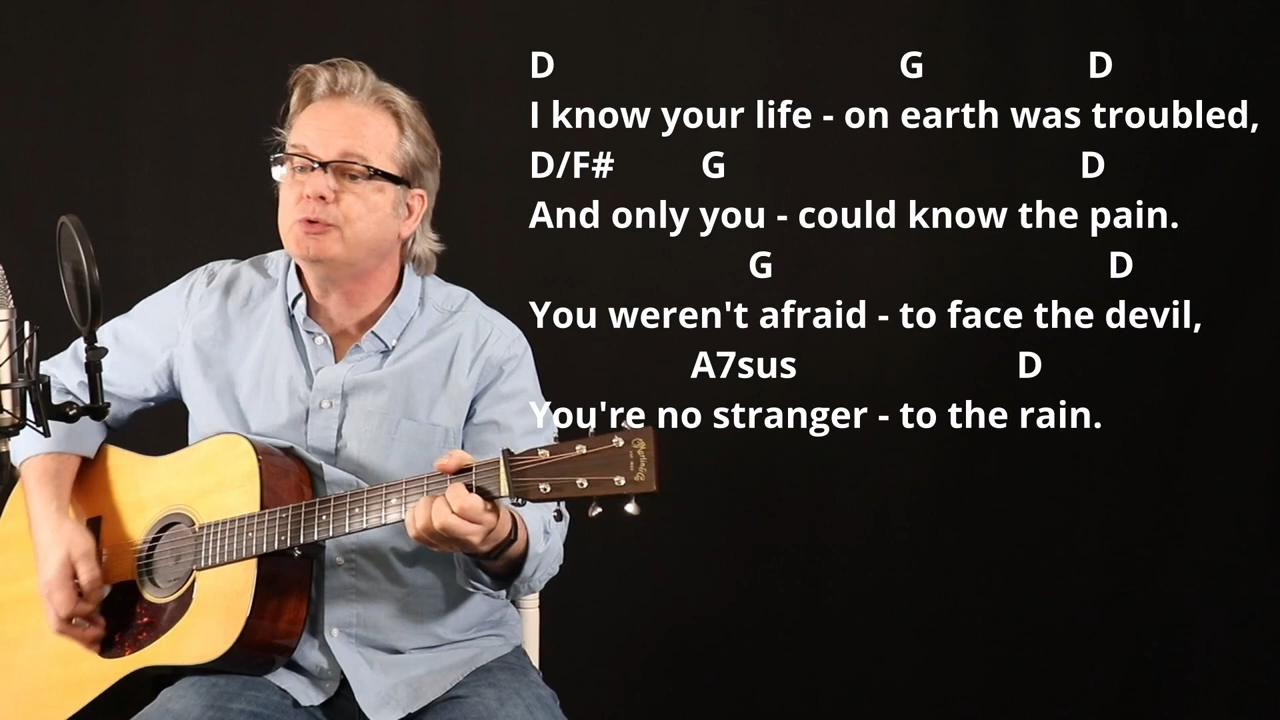 D G D
I know your life - on earth was troubled,
D/F# G D
And only you - could know the pain.
G D
You weren't afraid - to face the devil,
A7sus D
You're no stranger - to the rain.